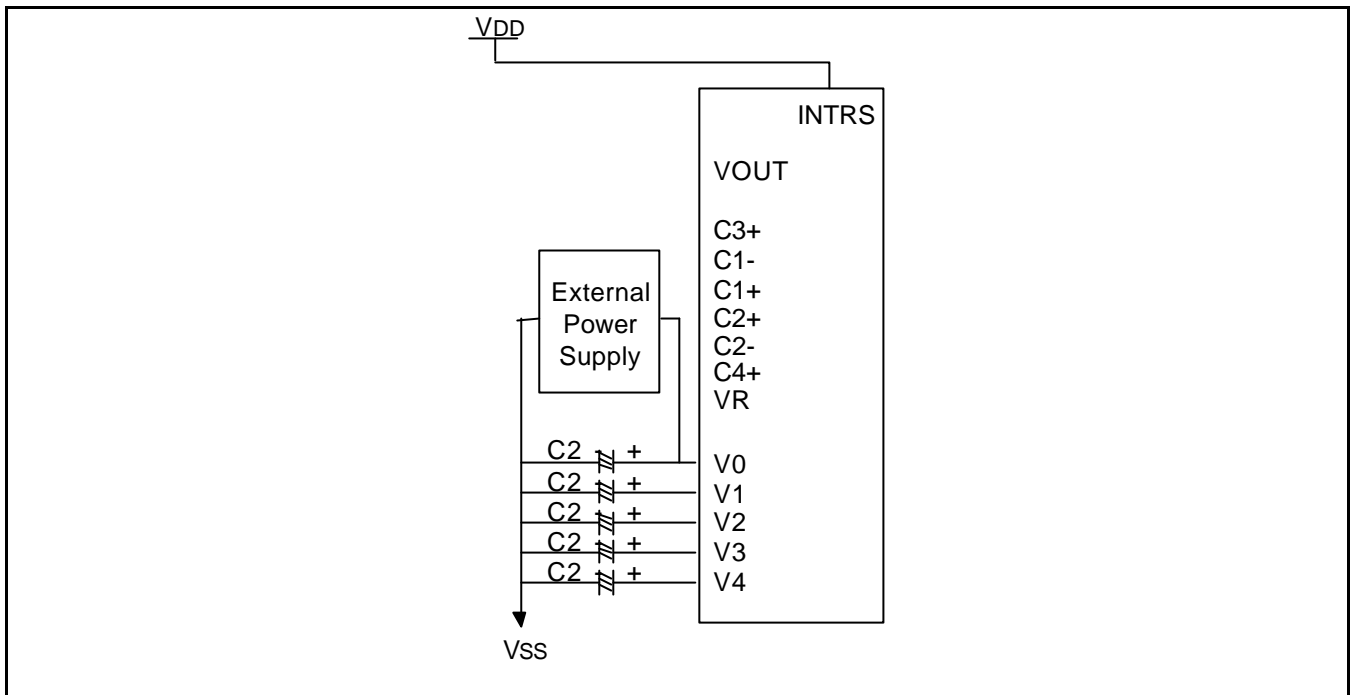 VDD
INTRS
VOUT
C3+
C1-
C1+
C2+
C2-
C4+
VR
External
Power
Supply
C2 - + V0
C2 - + V1
C2 - + V2
C2 - + V3
C2 - + V4
VSS